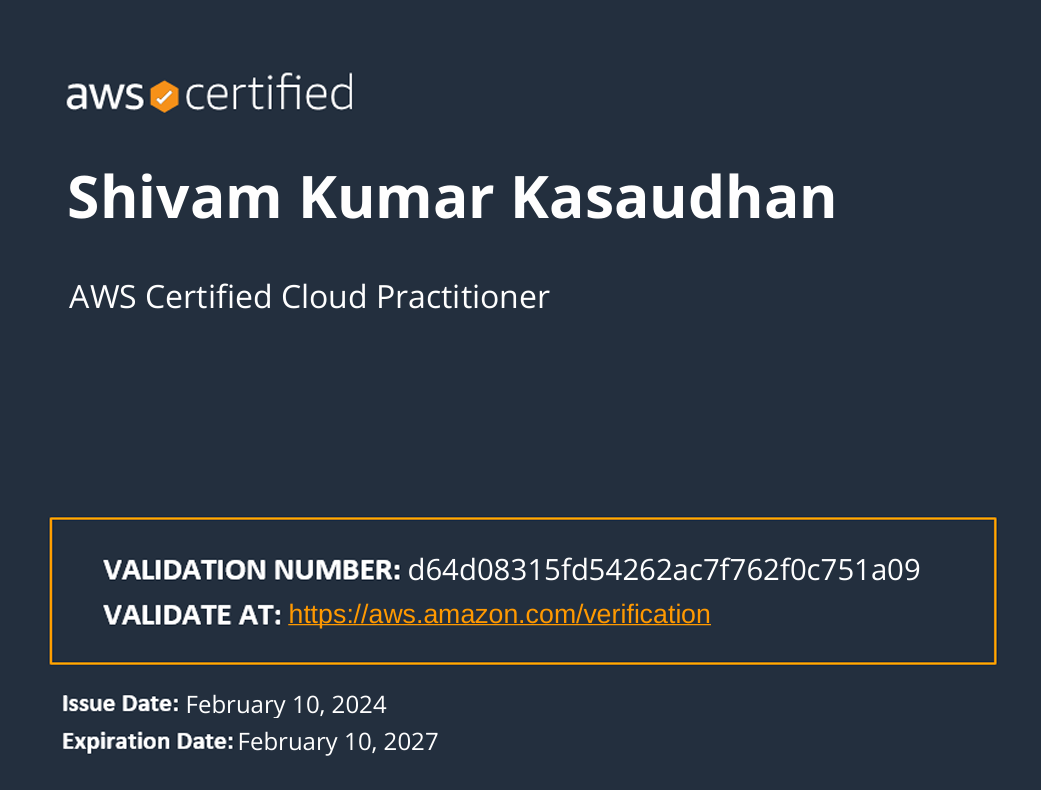 aws certified
Shivam Kumar Kasaudhan
AWS Certified Cloud Practitioner
VALIDATION NUMBER: d64d08315fd54262ac7f762f0c751a09
VALIDATE AT: https://aws.amazon.com/verification
Issue Date: February 10, 2024
Expiration Date: February 10, 2027